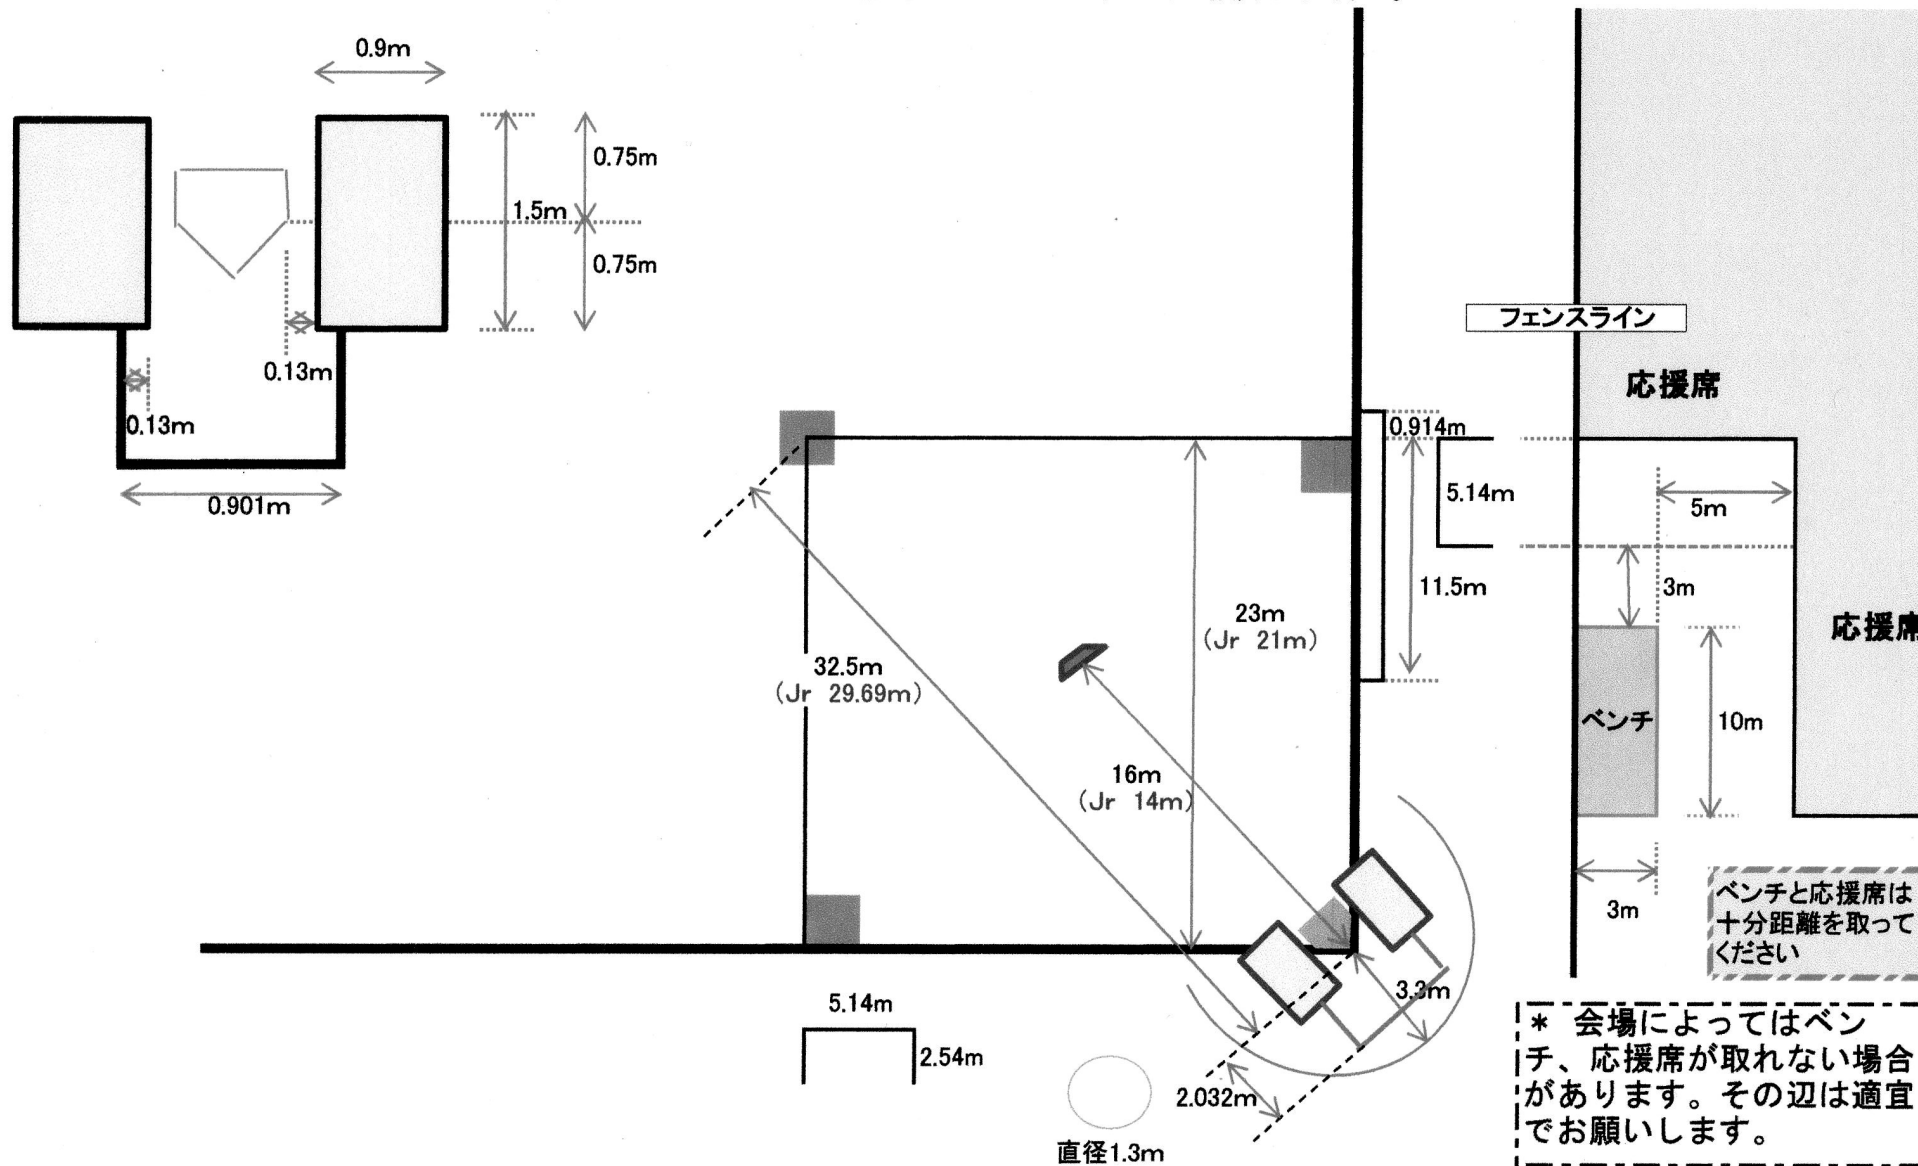 0.9m
0.75m
1.5m
0.75m
0.13m
0.13m
0.901m
フェンスライン
応援席
0.914m
5.14m
5m
11.5m
3m
23m
(Jr 21m)
応援席
32.5m
(Jr 29.69m)
ベンチ
10m
16m
(Jr 14m)
3m
ベンチと応援席は
十分距離を取って
ください
3.3m
5.14m
2.54m
2.032m
直径1.3m
* 会場によってはベン
チ、応援席が取れない場合
があります。その辺は適宜
でお願いします。